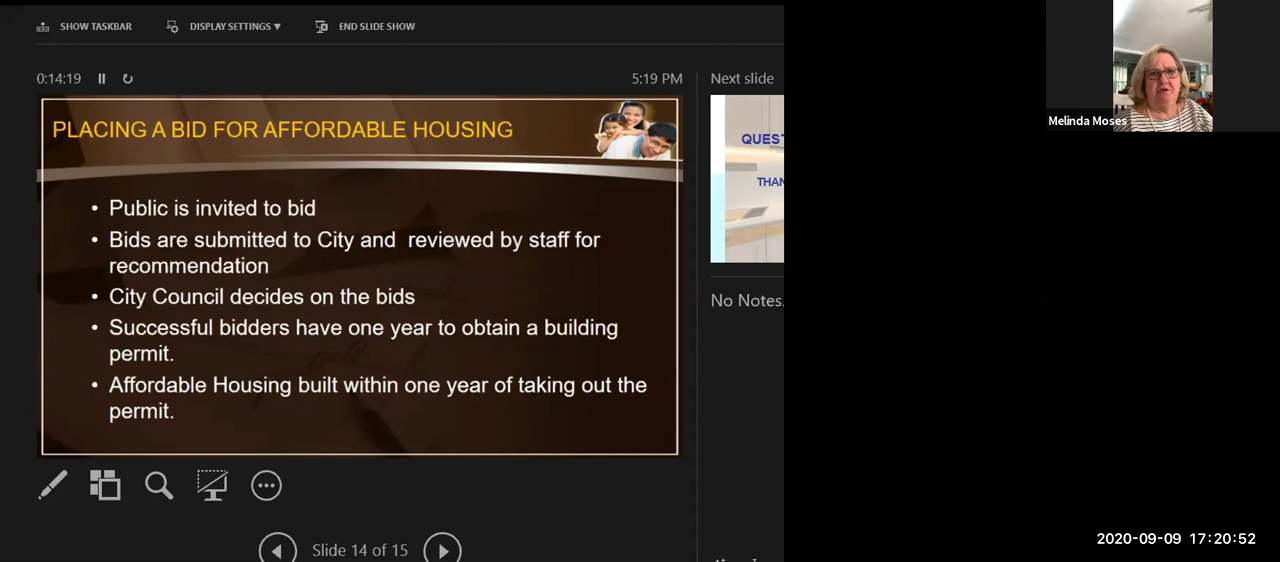 SHOW TASKBAR
DISPLAY SETTINGS ▼
END SLIDE SHOW
0:14:19
5:19 PM
Next slide
PLACING A BID FOR AFFORDABLE HOUSING
• Public is invited to bid
• Bids are submitted to City and reviewed by staff for
recommendation
• City Council decides on the bids
• Successful bidders have one year to obtain a building
permit.
• Affordable Housing built within one year of taking out the
permit.
QUEST
THAN
No Notes.
Slide 14 of 15
Melinda Moses
2020-09-09 17:20:52